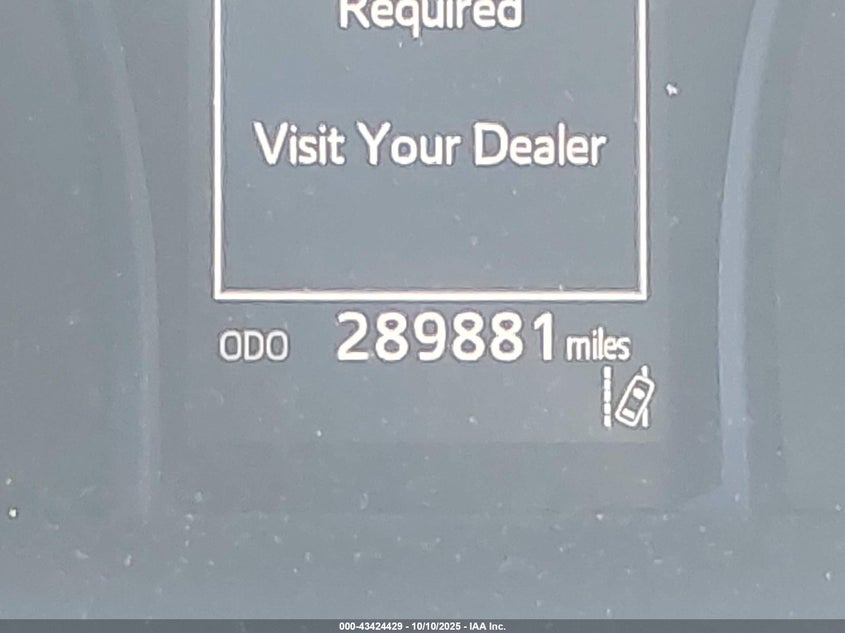 Required
Visit Your Dealer
ODO 289881 miles
000-43424429 - 10/10/2025 - IAA Inc.